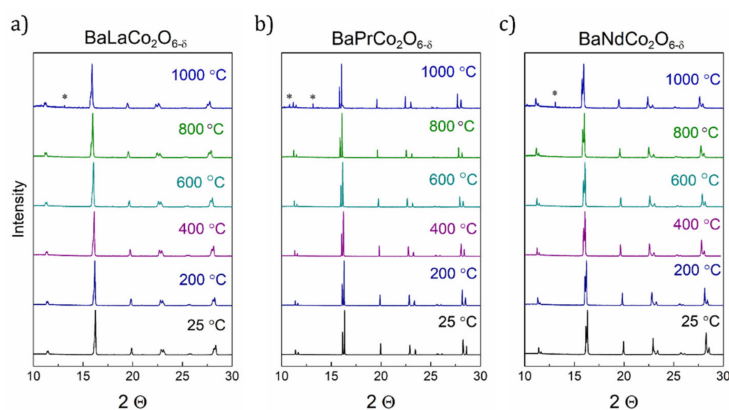 a)
BaLaCo₂O₆₋δ
1000 °C
*
800 °C
600 °C
400 °C
200 °C
25 °C
Intensity
10 15 20 25 30
2 Θ
b)
BaPrCo₂O₆₋δ
1000 °C
* *
800 °C
600 °C
400 °C
200 °C
25 °C
10 15 20 25 30
2 Θ
c)
BaNdCo₂O₆₋δ
1000 °C
*
800 °C
600 °C
400 °C
200 °C
25 °C
10 15 20 25 30
2 Θ